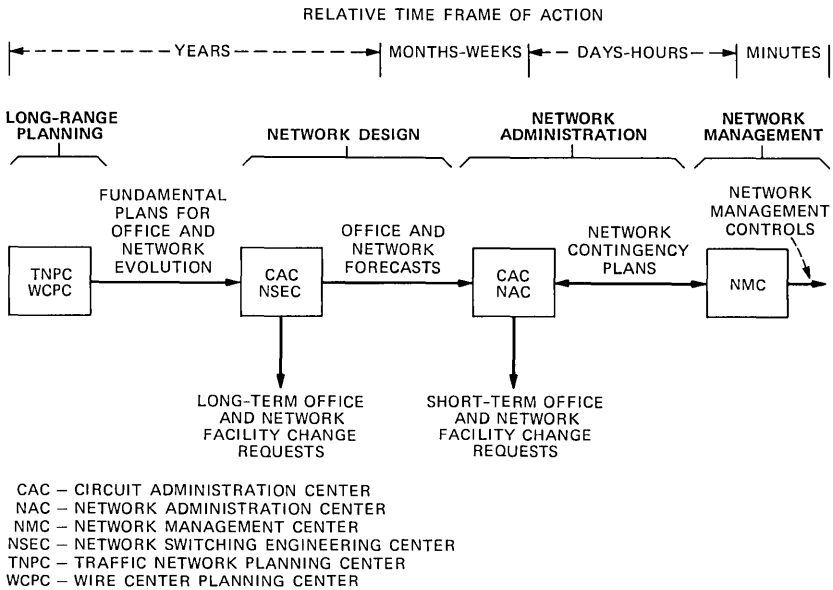 RELATIVE TIME FRAME OF ACTION
YEARS
MONTHS-WEEKS
DAYS-HOURS
MINUTES
LONG-RANGE
PLANNING
NETWORK DESIGN
NETWORK
ADMINISTRATION
NETWORK
MANAGEMENT
FUNDAMENTAL
PLANS FOR
OFFICE AND
NETWORK
EVOLUTION
OFFICE AND
NETWORK
FORECASTS
NETWORK
CONTINGENCY
PLANS
NETWORK
MANAGEMENT
CONTROLS
TNPC
WCPC
CAC
NSEC
CAC
NAC
NMC
LONG-TERM OFFICE
AND NETWORK
FACILITY CHANGE
REQUESTS
SHORT-TERM OFFICE
AND NETWORK
FACILITY CHANGE
REQUESTS
CAC – CIRCUIT ADMINISTRATION CENTER
NAC – NETWORK ADMINISTRATION CENTER
NMC – NETWORK MANAGEMENT CENTER
NSEC – NETWORK SWITCHING ENGINEERING CENTER
TNPC – TRAFFIC NETWORK PLANNING CENTER
WCPC – WIRE CENTER PLANNING CENTER